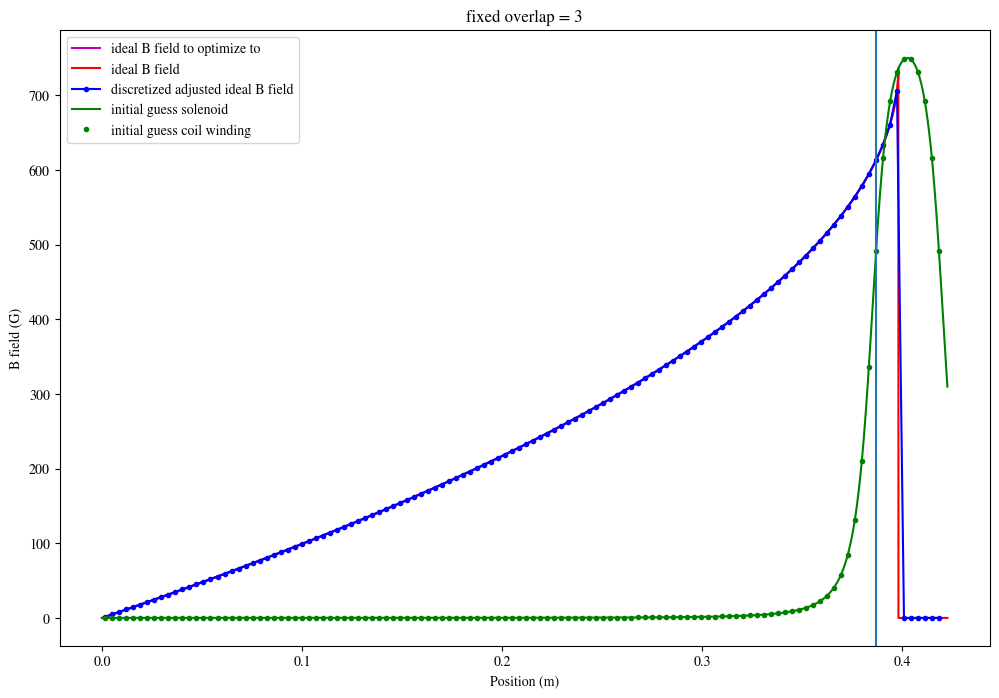 fixed overlap = 3
ideal B field to optimize to
ideal B field
discretized adjusted ideal B field
initial guess solenoid
initial guess coil winding
B field (G)
700
600
500
400
300
200
100
0
0.0 0.1 0.2 0.3 0.4
Position (m)